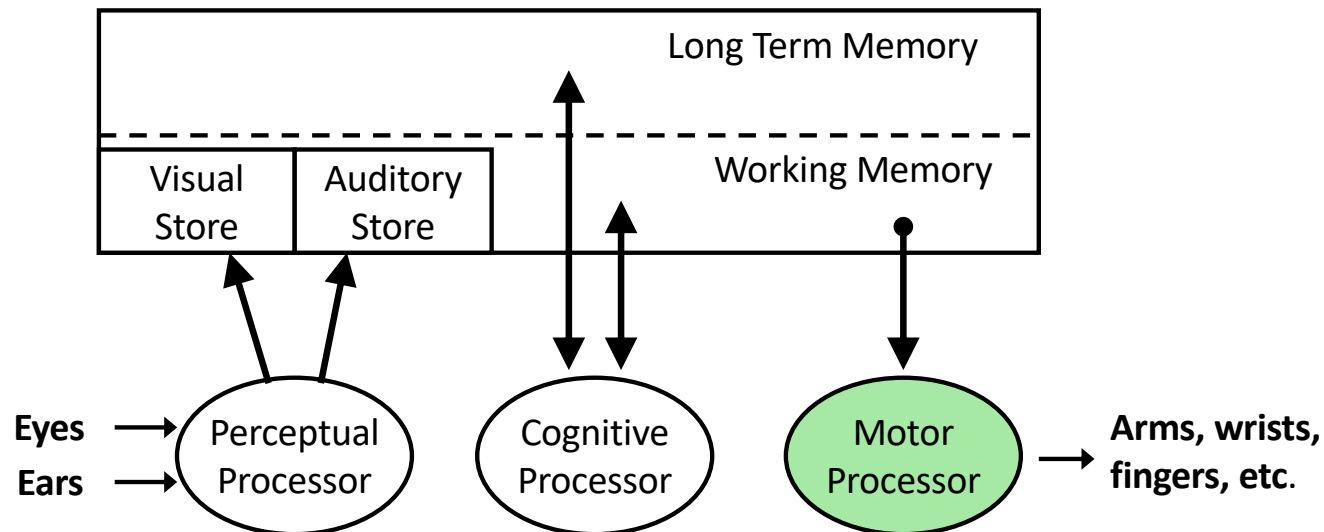 Long Term Memory
Working Memory
Visual
Store
Auditory
Store
Eyes
Ears
Perceptual
Processor
Cognitive
Processor
Motor
Processor
Arms, wrists,
fingers, etc.